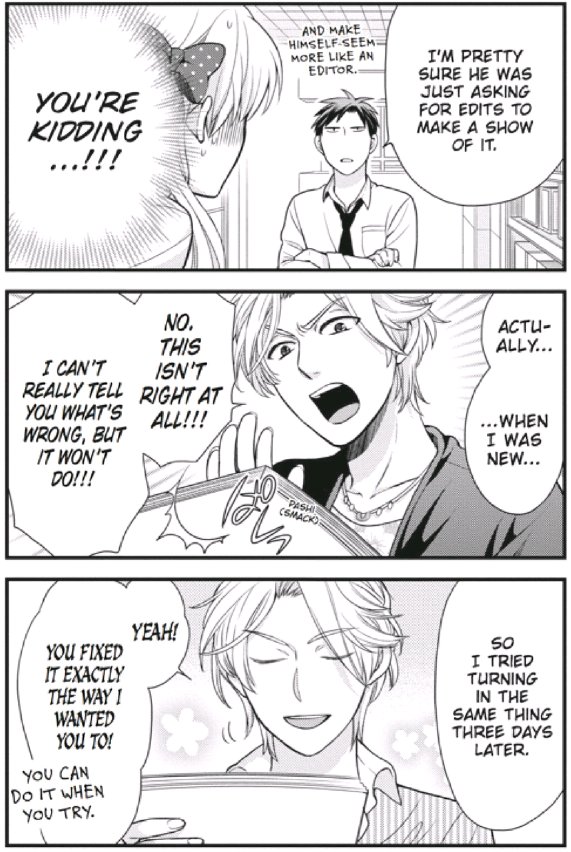 I'M PRETTY
SURE HE WAS
JUST ASKING
FOR EDITS TO
MAKE A SHOW
OF IT.
AND MAKE
HIMSELF SEEM
MORE LIKE AN
EDITOR.
YOU'RE
KIDDING
...!!!
ACTU-
ALLY...
...WHEN
I WAS
NEW...
NO.
THIS
ISN'T
RIGHT AT
ALL!!!
I CAN'T
REALLY TELL
YOU WHAT'S
WRONG, BUT
IT WON'T
DO!!!
ぱし
PASHI
(SMACK)
SO
I TRIED
TURNING
IN THE
SAME THING
THREE DAYS
LATER.
YEAH!
YOU FIXED
IT EXACTLY
THE WAY I
WANTED
YOU TO!
YOU CAN
DO IT WHEN
YOU TRY.